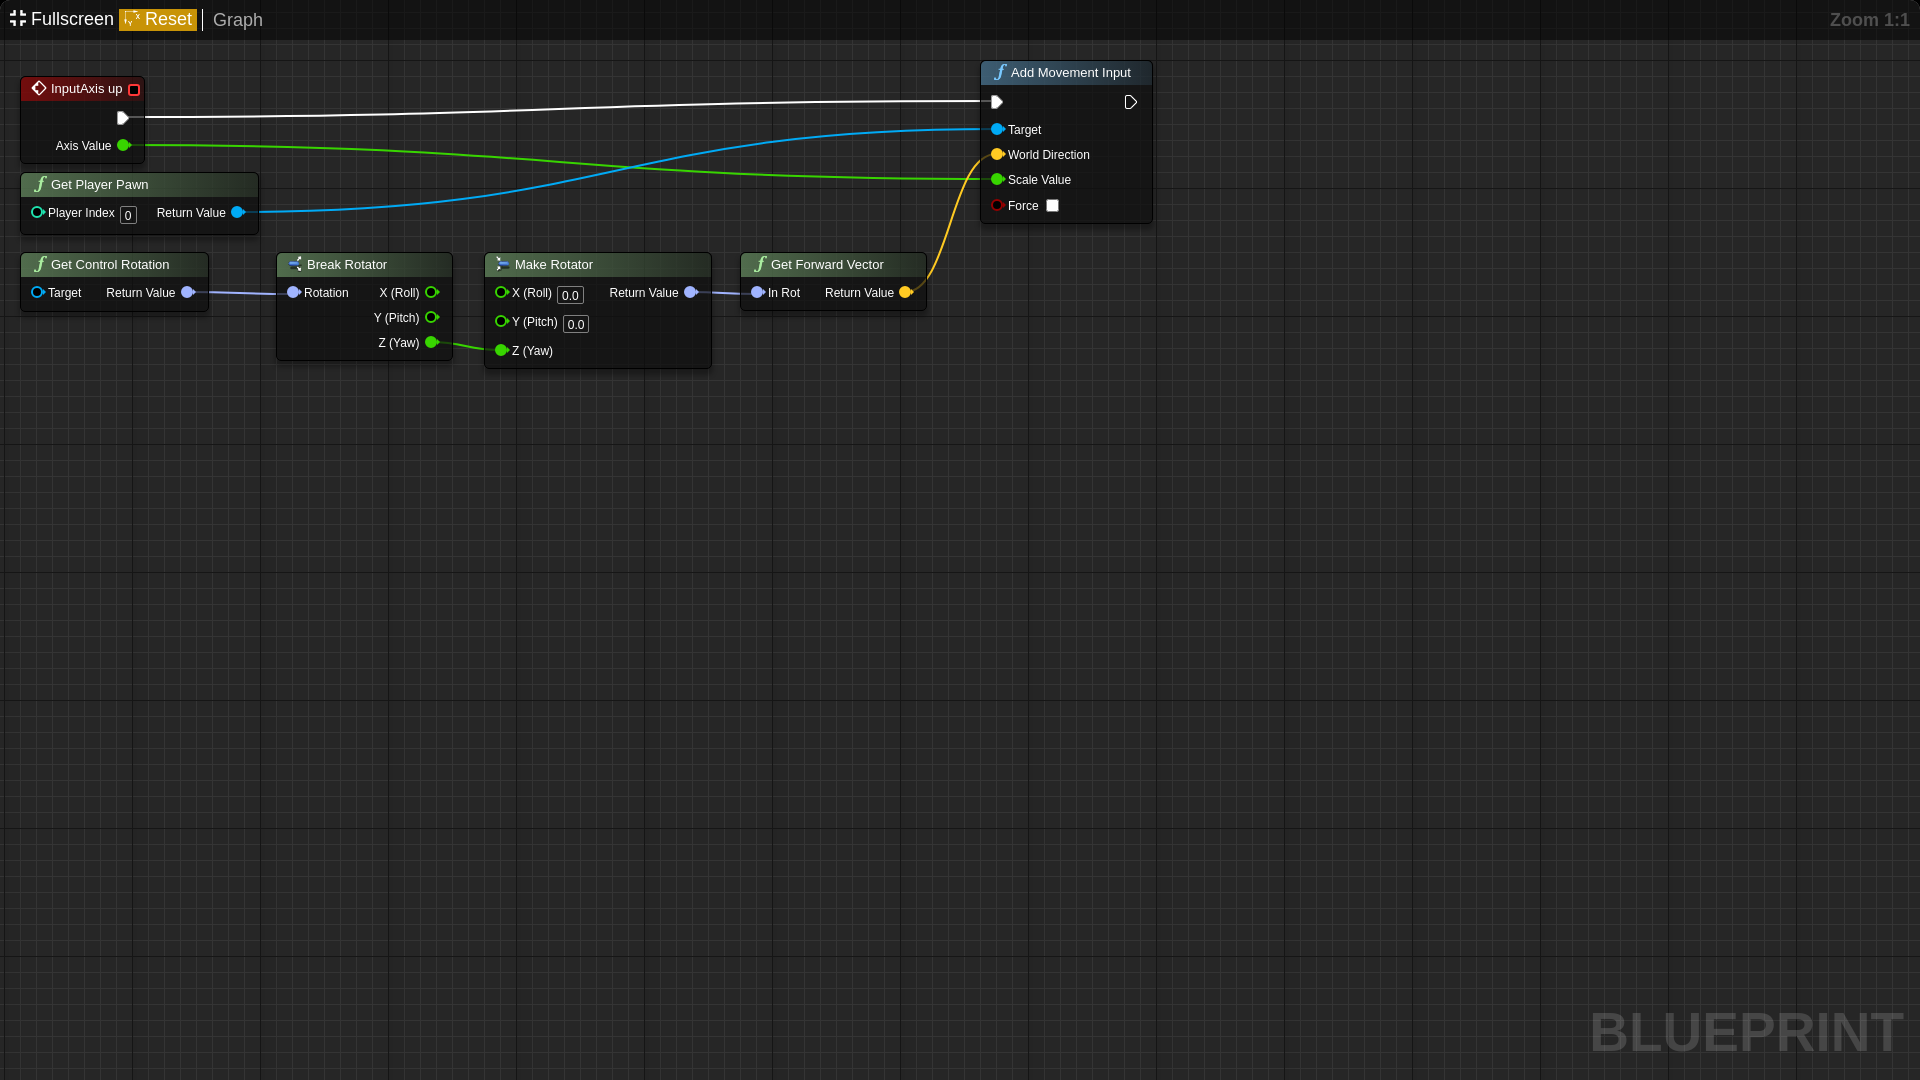 Fullscreen Reset Graph Zoom 1:1
InputAxis up
Axis Value
Get Player Pawn
Player Index 0 Return Value
Get Control Rotation
Target Return Value
Break Rotator
Rotation X (Roll)
Y (Pitch)
Z (Yaw)
Make Rotator
X (Roll) 0.0 Return Value
Y (Pitch) 0.0
Z (Yaw)
Get Forward Vector
In Rot Return Value
Add Movement Input
Target
World Direction
Scale Value
Force
BLUEPRINT